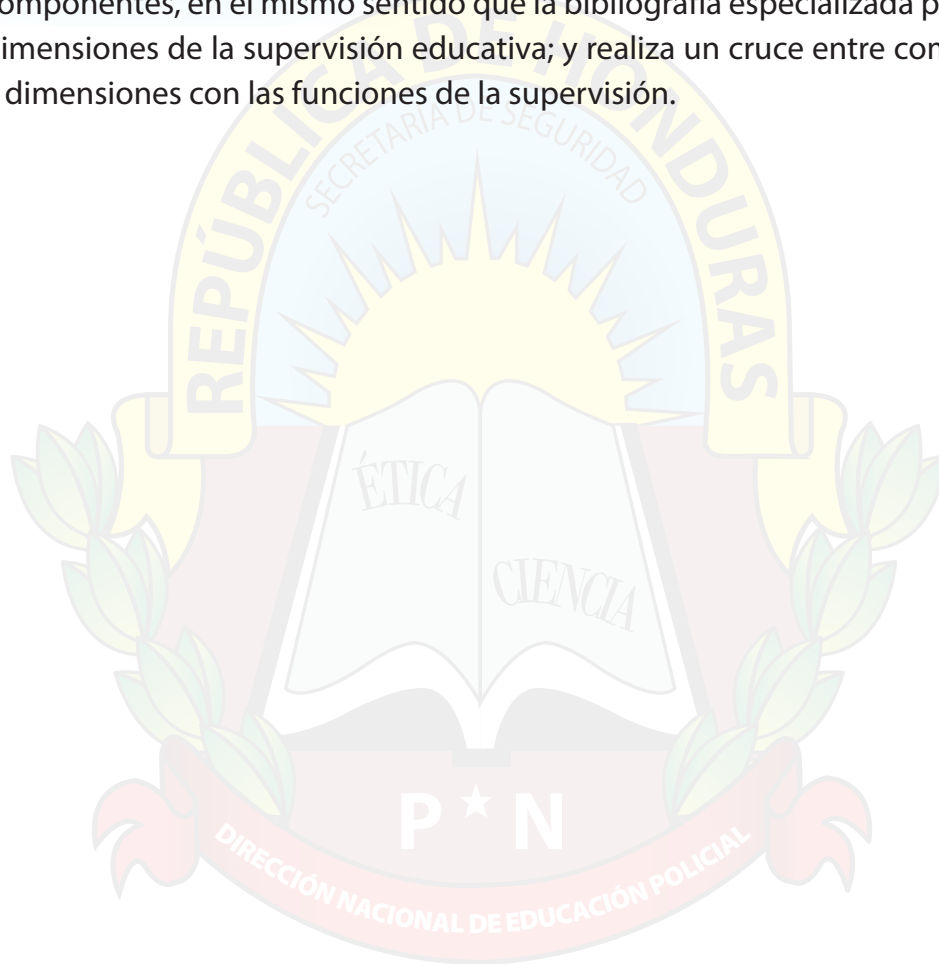 omponentes, en el mismo sentido que la bibliografía especializada p
imensiones de la supervisión educativa; y realiza un cruce entre com
dimensiones con las funciones de la supervisión.
REPÚBLICA DE HONDURAS
SECRETARÍA DE SEGURIDAD
ÉTICA
CIENCIA
P N
DIRECCIÓN NACIONAL DE EDUCACIÓN POLICIAL